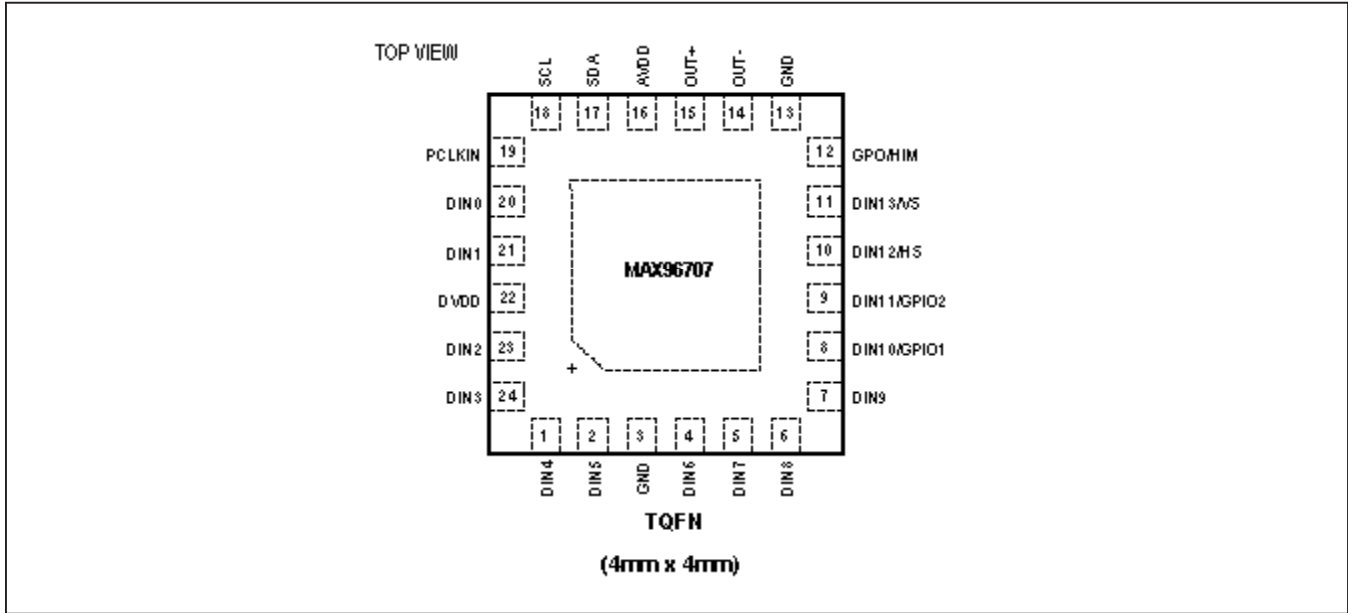 TOP VIEW
SCL SDA AVDD OUT+ OUT- GND
18 17 16 15 14 13
PCLKIN 19 12 GPO/HIM
DIN0 20 11 DIN13/VS
DIN1 21 10 DIN12/HS
MAX96707
DVDD 22 9 DIN11/GPIO2
DIN2 23 8 DIN10/GPIO1
+
DIN3 24 7 DIN9
1 2 3 4 5 6
DIN4 DIN5 GND DIN6 DIN7 DIN8
TQFN
(4mm x 4mm)